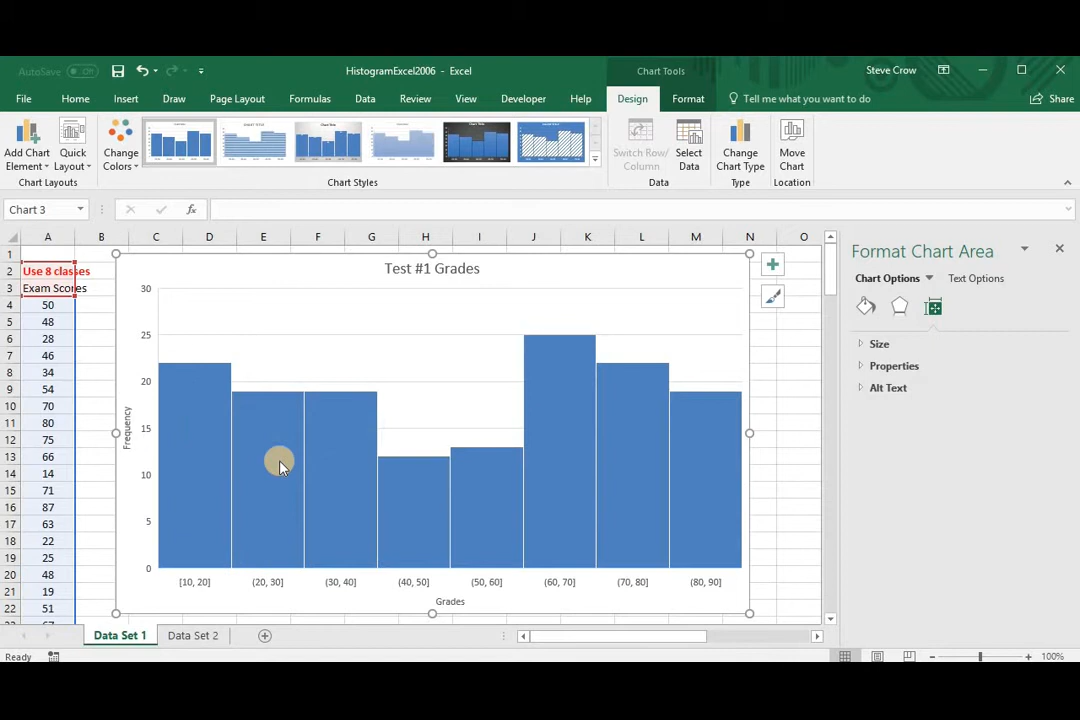 AutoSave Off
HistogramExcel2006 - Excel
Chart Tools
Steve Crow
File Home Insert Draw Page Layout Formulas Data Review View Developer Help Design Format Tell me what you want to do Share
Add Chart Element
Quick Layout
Change Colors
Switch Row/ Column
Select Data
Change Chart Type
Move Chart
Chart Layouts Chart Styles Data Type Location
Chart 3 fx
A B C D E F G H I J K L M N O
1
2 Use 8 classes
3 Exam Scores
4 50
5 48
6 28
7 46
8 34
9 54
10 70
11 80
12 75
13 66
14 14
15 71
16 87
17 63
18 22
19 25
20 48
21 19
22 51
Test #1 Grades
30
25
20
15
10
5
0
Frequency
[10, 20] (20, 30] (30, 40] (40, 50] (50, 60] (60, 70] (70, 80] (80, 90]
Grades
Format Chart Area
Chart Options Text Options
Size
Properties
Alt Text
Data Set 1 Data Set 2
Ready
100%